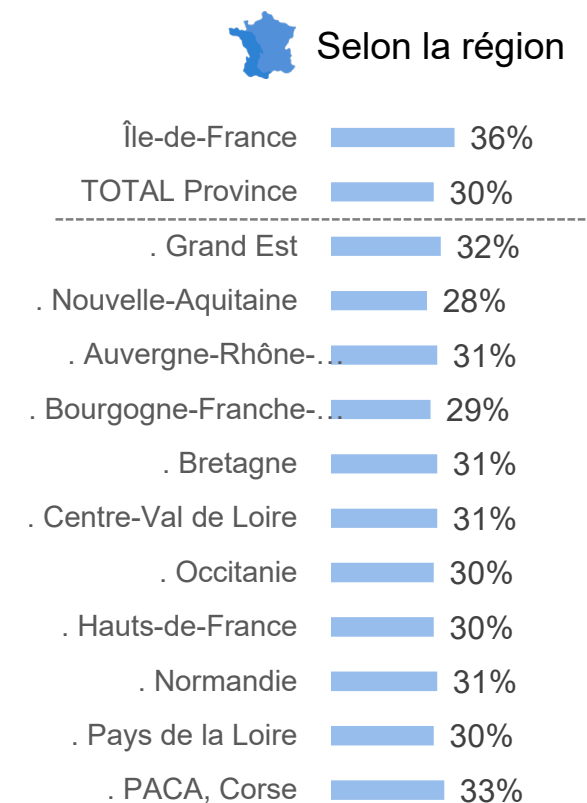 Selon la région
Île-de-France 36%
TOTAL Province 30%
. Grand Est 32%
. Nouvelle-Aquitaine 28%
. Auvergne-Rhône-… 31%
. Bourgogne-Franche-… 29%
. Bretagne 31%
. Centre-Val de Loire 31%
. Occitanie 30%
. Hauts-de-France 30%
. Normandie 31%
. Pays de la Loire 30%
. PACA, Corse 33%